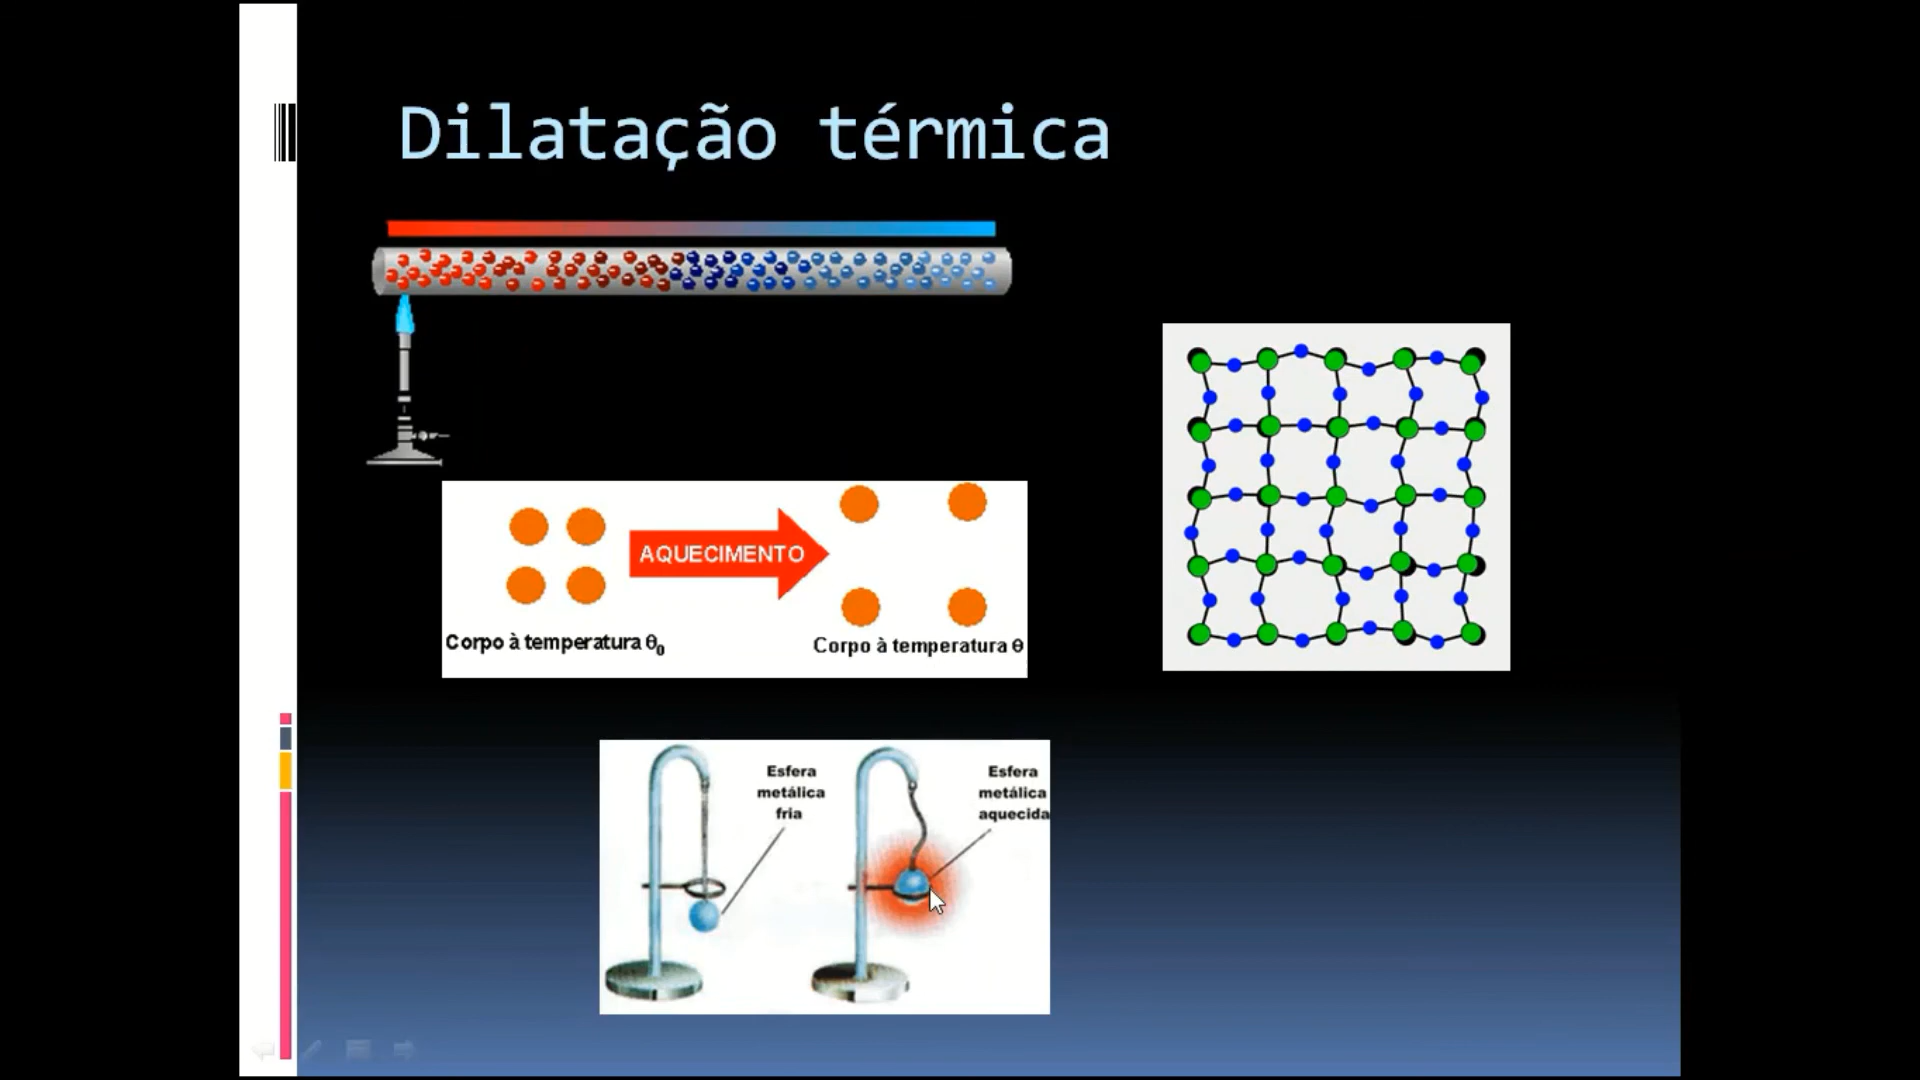 Dilatação térmica
AQUECIMENTO
Corpo à temperatura θ₀
Corpo à temperatura θ
Esfera
metálica
fria
Esfera
metálica
aquecida